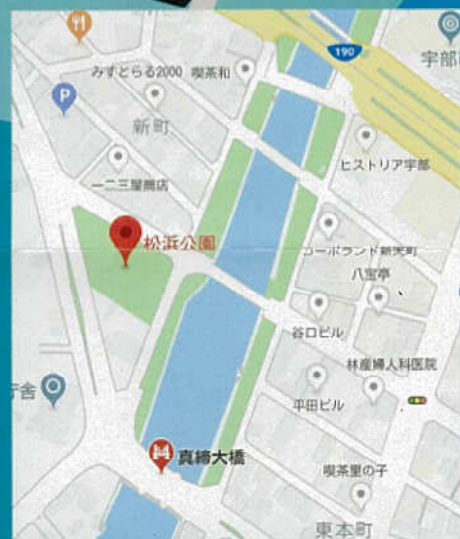 190
宇部
みすとらる2000
喫茶和
P
新町
ヒストリア宇部
一二三屋商店
松浜公園
コーポランド新天町
八宝亭
谷口ビル
林産婦人科医院
庁舎
平田ビル
真締大橋
喫茶里の子
東本町